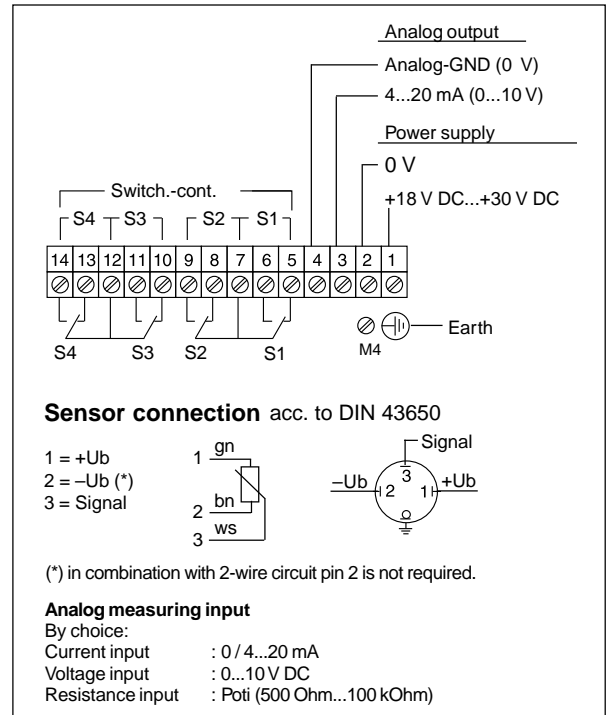 Analog output
Analog-GND (0 V)
4...20 mA (0...10 V)
Power supply
0 V
+18 V DC...+30 V DC
Switch.-cont.
S4 S3 S2 S1
14 13 12 11 10 9 8 7 6 5 4 3 2 1
S4 S3 S2 S1
M4
Earth
Sensor connection acc. to DIN 43650
1 = +Ub
2 = –Ub (*)
3 = Signal
1 gn
2 bn
3 ws
Signal
–Ub 2 3 1 +Ub
(*) in combination with 2-wire circuit pin 2 is not required.
Analog measuring input
By choice:
Current input : 0 / 4...20 mA
Voltage input : 0...10 V DC
Resistance input : Poti (500 Ohm...100 kOhm)